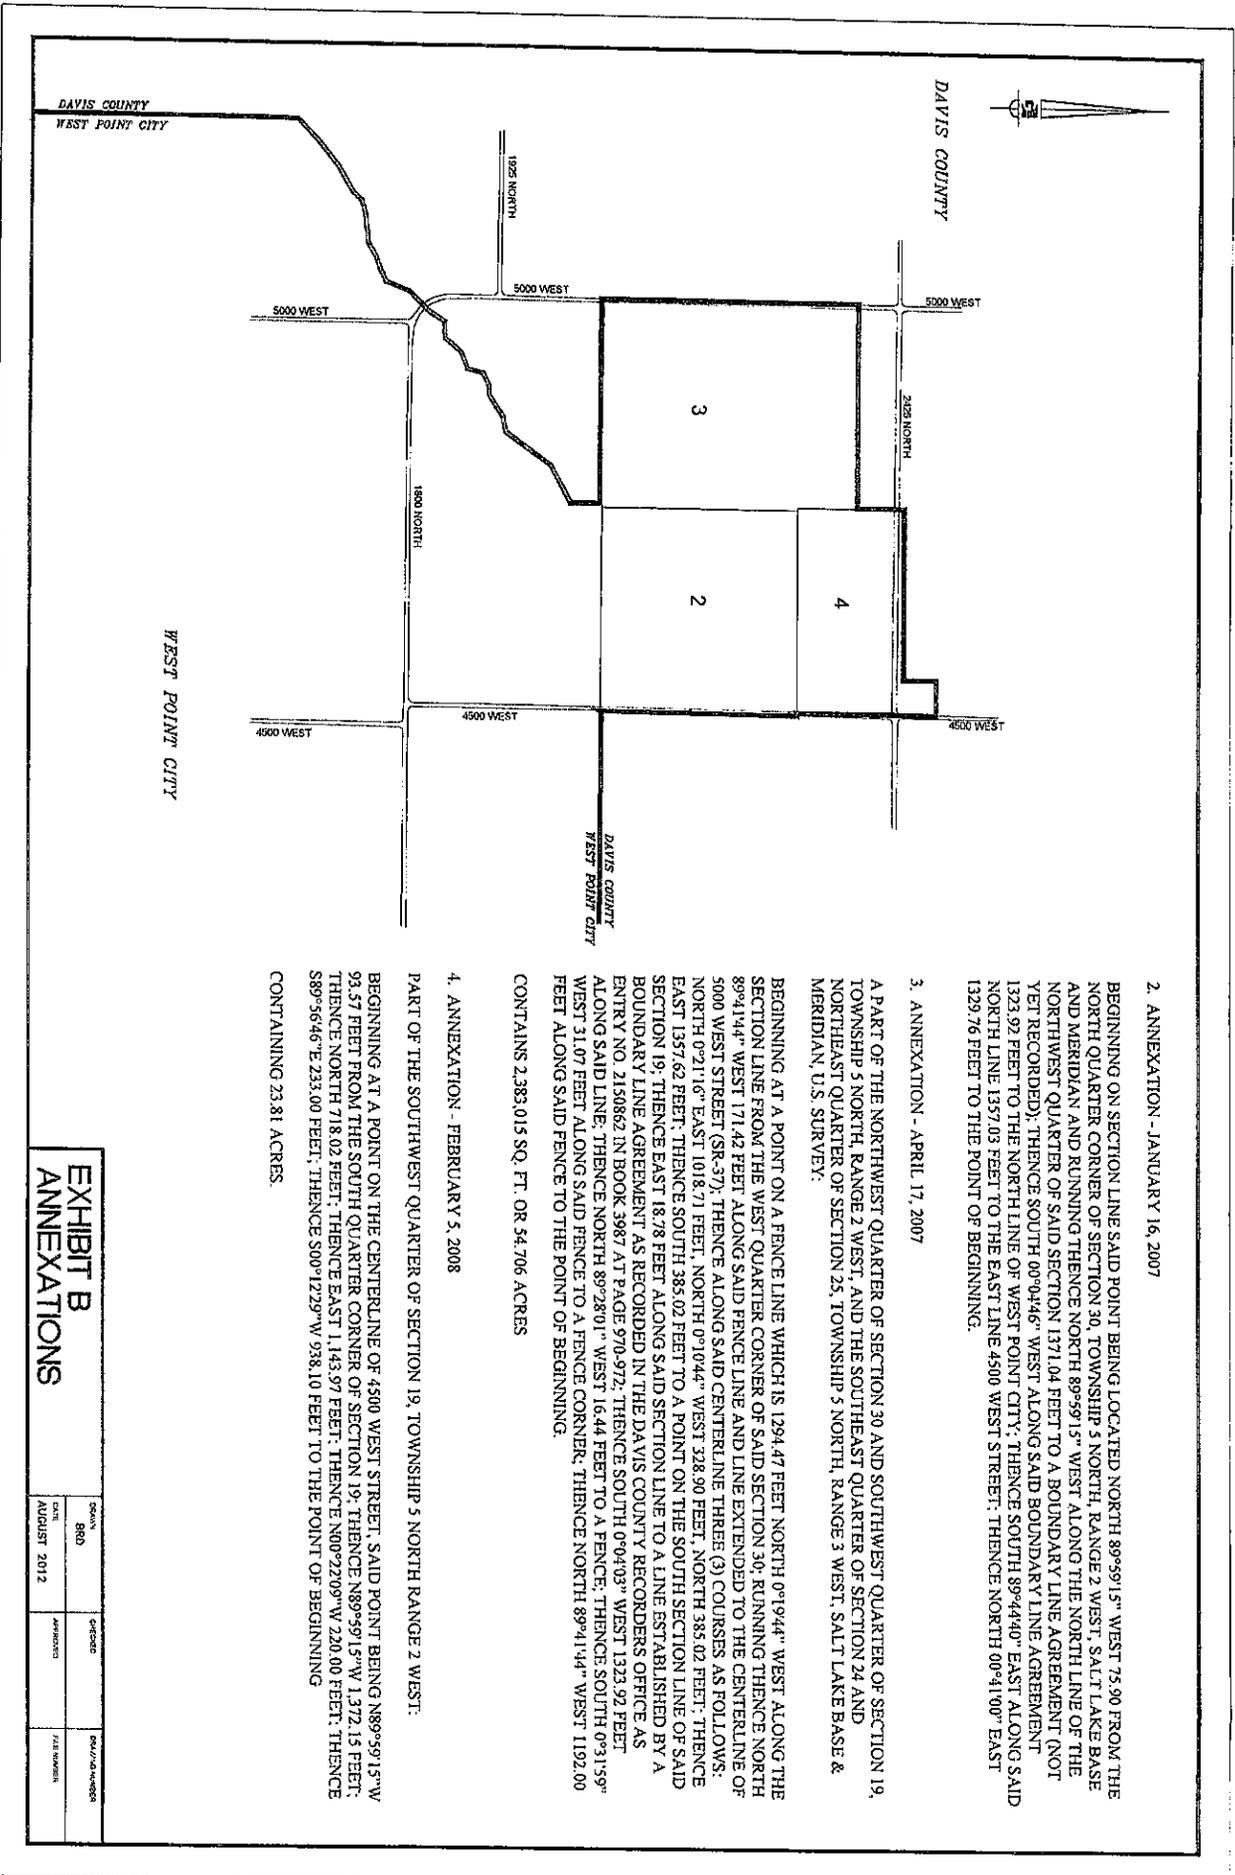 DAVIS COUNTY
2425 NORTH
5000 WEST
4500 WEST
4
3
2
1925 NORTH
5000 WEST
DAVIS COUNTY
WEST POINT CITY
4500 WEST
1800 NORTH
5000 WEST
4500 WEST
WEST POINT CITY
DAVIS COUNTY
WEST POINT CITY
2. ANNEXATION - JANUARY 16, 2007
BEGINNING ON SECTION LINE SAID POINT BEING LOCATED NORTH 89°59'15" WEST 75.90 FROM THE
NORTH QUARTER CORNER OF SECTION 30, TOWNSHIP 5 NORTH, RANGE 2 WEST, SALT LAKE BASE
AND MERIDIAN AND RUNNING THENCE NORTH 89°59'15" WEST ALONG THE NORTH LINE OF THE
NORTHWEST QUARTER OF SAID SECTION 1371.04 FEET TO A BOUNDARY LINE AGREEMENT (NOT
YET RECORDED); THENCE SOUTH 00°04'46" WEST ALONG SAID BOUNDARY LINE AGREEMENT
1323.92 FEET TO THE NORTH LINE OF WEST POINT CITY; THENCE SOUTH 89°44'40" EAST ALONG SAID
NORTH LINE 1357.03 FEET TO THE EAST LINE 4500 WEST STREET; THENCE NORTH 00°41'00" EAST
1329.76 FEET TO THE POINT OF BEGINNING.
3. ANNEXATION - APRIL 17, 2007
A PART OF THE NORTHWEST QUARTER OF SECTION 30 AND SOUTHWEST QUARTER OF SECTION 19,
TOWNSHIP 5 NORTH, RANGE 2 WEST, AND THE SOUTHEAST QUARTER OF SECTION 24 AND
NORTHEAST QUARTER OF SECTION 25, TOWNSHIP 5 NORTH, RANGE 3 WEST, SALT LAKE BASE &
MERIDIAN, U.S. SURVEY:
BEGINNING AT A POINT ON A FENCE LINE WHICH IS 1294.47 FEET NORTH 0°19'44" WEST ALONG THE
SECTION LINE FROM THE WEST QUARTER CORNER OF SAID SECTION 30; RUNNING THENCE NORTH
89°41'44" WEST 171.42 FEET ALONG SAID FENCE LINE AND LINE EXTENDED TO THE CENTERLINE OF
5000 WEST STREET (SR-37); THENCE ALONG SAID CENTERLINE THREE (3) COURSES AS FOLLOWS:
NORTH 0°21'16" EAST 1018.71 FEET, NORTH 0°10'44" WEST 328.90 FEET, NORTH 385.02 FEET; THENCE
EAST 1357.62 FEET; THENCE SOUTH 385.02 FEET TO A POINT ON THE SOUTH SECTION LINE OF SAID
SECTION 19; THENCE EAST 18.78 FEET ALONG SAID SECTION LINE TO A LINE ESTABLISHED BY A
BOUNDARY LINE AGREEMENT AS RECORDED IN THE DAVIS COUNTY RECORDERS OFFICE AS
ENTRY NO. 2150862 IN BOOK 3987 AT PAGE 970-972; THENCE SOUTH 0°04'03" WEST 1323.92 FEET
ALONG SAID LINE; THENCE NORTH 89°28'01" WEST 16.44 FEET TO A FENCE; THENCE SOUTH 0°31'59"
WEST 31.07 FEET ALONG SAID FENCE TO A FENCE CORNER; THENCE NORTH 89°41'44" WEST 1192.00
FEET ALONG SAID FENCE TO THE POINT OF BEGINNING.
CONTAINS 2,383,015 SQ. FT. OR 54.706 ACRES
4. ANNEXATION - FEBRUARY 5, 2008
PART OF THE SOUTHWEST QUARTER OF SECTION 19, TOWNSHIP 5 NORTH RANGE 2 WEST:
BEGINNING AT A POINT ON THE CENTERLINE OF 4500 WEST STREET, SAID POINT BEING N89°59'15"W
93.57 FEET FROM THE SOUTH QUARTER CORNER OF SECTION 19; THENCE N89°59'15"W 1,372.15 FEET;
THENCE NORTH 718.02 FEET; THENCE EAST 1,143.97 FEET; THENCE N00°22'09"W 220.00 FEET; THENCE
S89°56'46"E 233.00 FEET; THENCE S00°12'29"W 938.10 FEET TO THE POINT OF BEGINNING
CONTAINING 23.81 ACRES.
EXHIBIT B
ANNEXATIONS
DRAWN
BRD
CHECKED
DRAWING NUMBER
DATE
AUGUST 2012
APPROVED
FILE NUMBER